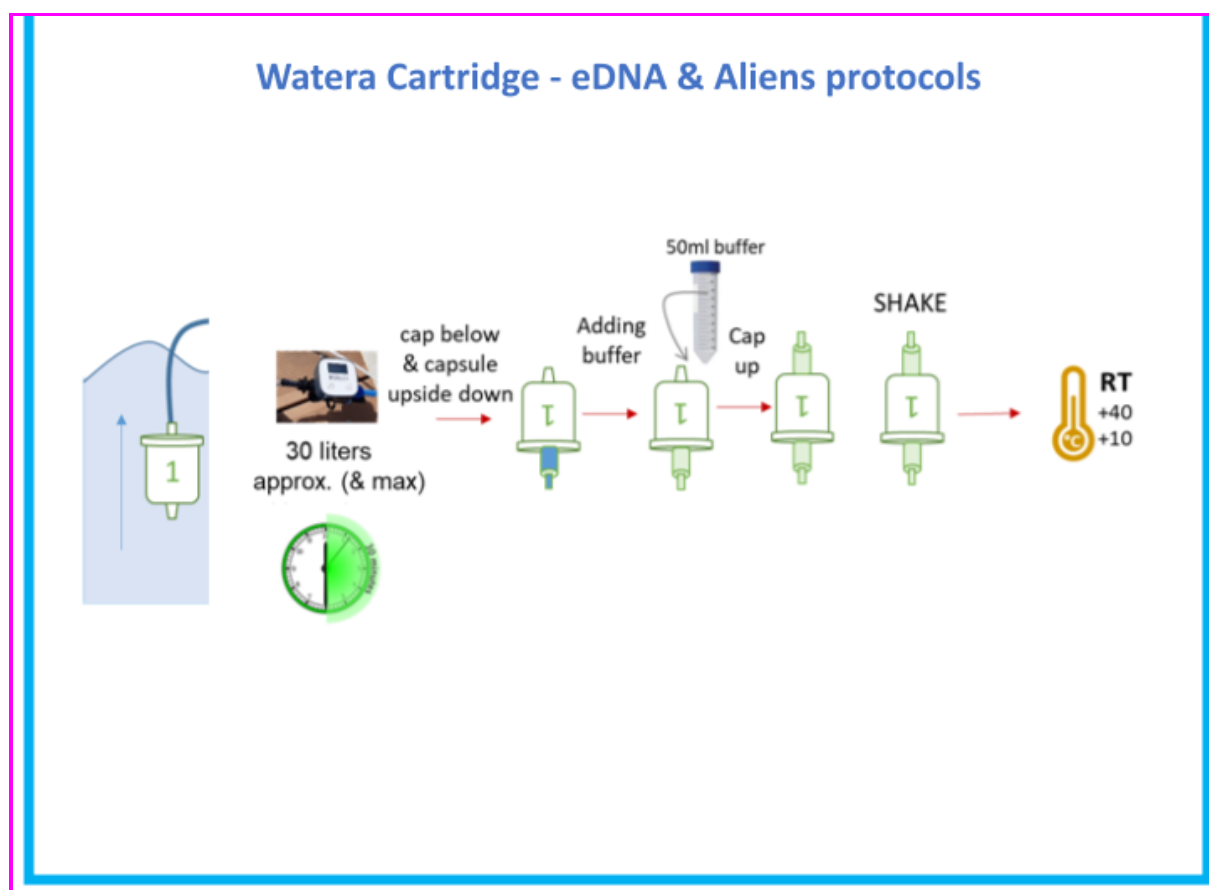 Watera Cartridge - eDNA & Aliens protocols
1
30 liters
approx. (& max)
cap below
& capsule
upside down
1
Adding
buffer
50ml buffer
1
Cap
up
1
SHAKE
1
°C
RT
+40
+10